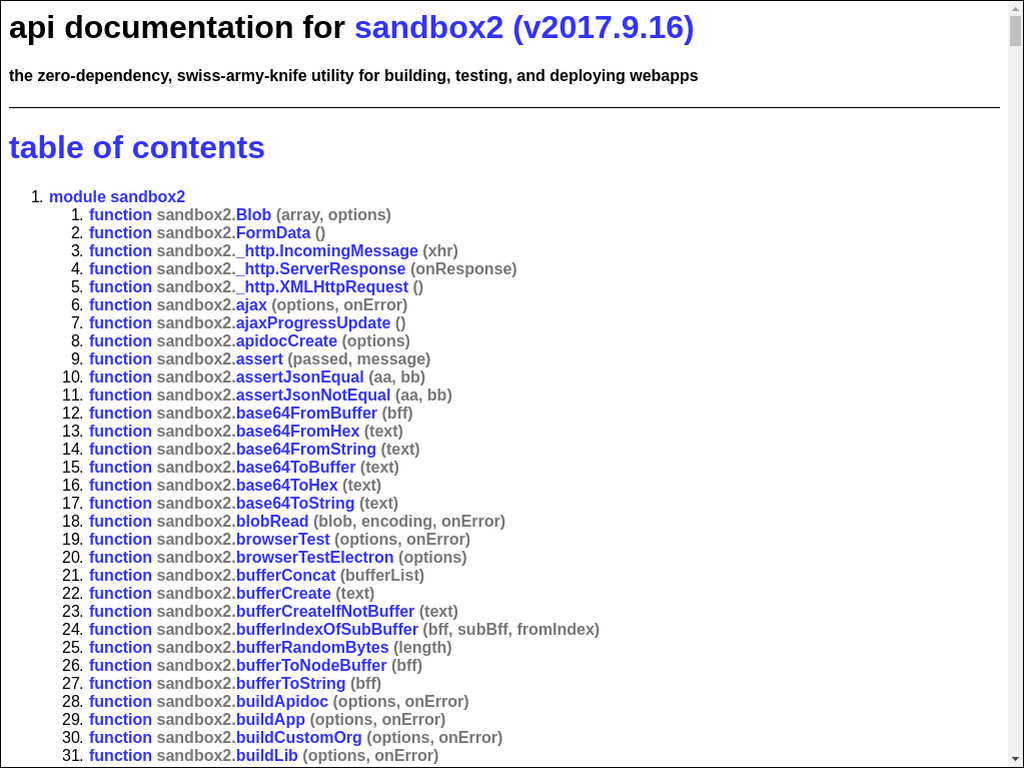 api documentation for sandbox2 (v2017.9.16)
the zero-dependency, swiss-army-knife utility for building, testing, and deploying webapps
table of contents
1. module sandbox2
1. function sandbox2.Blob (array, options)
2. function sandbox2.FormData ()
3. function sandbox2._http.IncomingMessage (xhr)
4. function sandbox2._http.ServerResponse (onResponse)
5. function sandbox2._http.XMLHttpRequest ()
6. function sandbox2.ajax (options, onError)
7. function sandbox2.ajaxProgressUpdate ()
8. function sandbox2.apidocCreate (options)
9. function sandbox2.assert (passed, message)
10. function sandbox2.assertJsonEqual (aa, bb)
11. function sandbox2.assertJsonNotEqual (aa, bb)
12. function sandbox2.base64FromBuffer (bff)
13. function sandbox2.base64FromHex (text)
14. function sandbox2.base64FromString (text)
15. function sandbox2.base64ToBuffer (text)
16. function sandbox2.base64ToHex (text)
17. function sandbox2.base64ToString (text)
18. function sandbox2.blobRead (blob, encoding, onError)
19. function sandbox2.browserTest (options, onError)
20. function sandbox2.browserTestElectron (options)
21. function sandbox2.bufferConcat (bufferList)
22. function sandbox2.bufferCreate (text)
23. function sandbox2.bufferCreateIfNotBuffer (text)
24. function sandbox2.bufferIndexOfSubBuffer (bff, subBff, fromIndex)
25. function sandbox2.bufferRandomBytes (length)
26. function sandbox2.bufferToNodeBuffer (bff)
27. function sandbox2.bufferToString (bff)
28. function sandbox2.buildApidoc (options, onError)
29. function sandbox2.buildApp (options, onError)
30. function sandbox2.buildCustomOrg (options, onError)
31. function sandbox2.buildLib (options, onError)